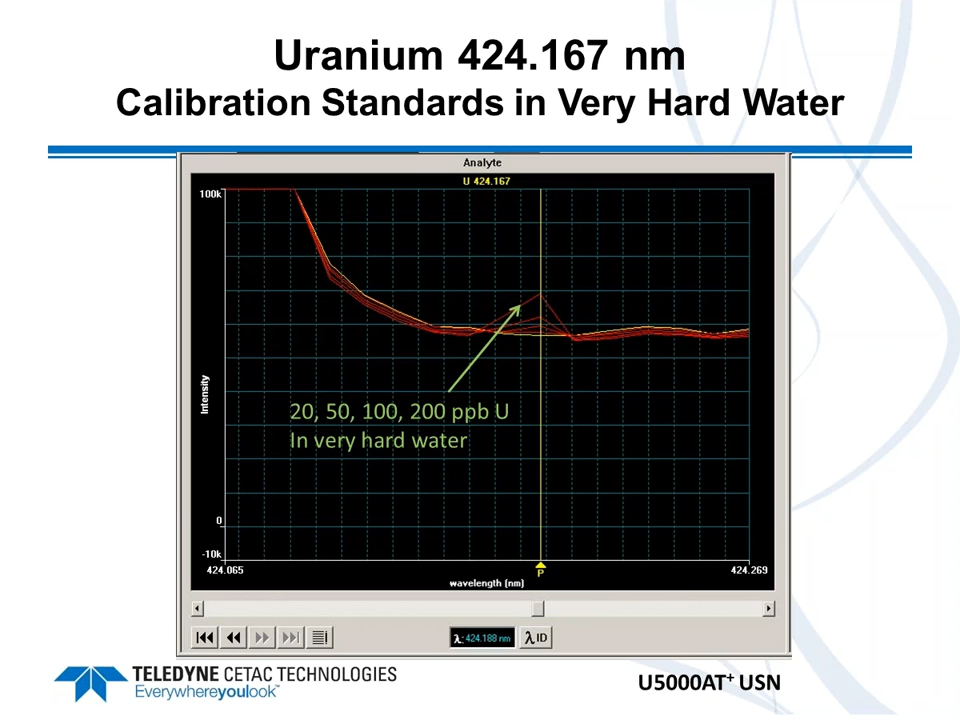 Uranium 424.167 nm
Calibration Standards in Very Hard Water
Analyte
U 424.167
100k
Intensity
20, 50, 100, 200 ppb U
In very hard water
0
-10k
424.065
P
424.269
wavelength (nm)
λ: 424.188 nm
λ ID
TELEDYNE CETAC TECHNOLOGIES
Everywhereyoulook™
U5000AT+ USN